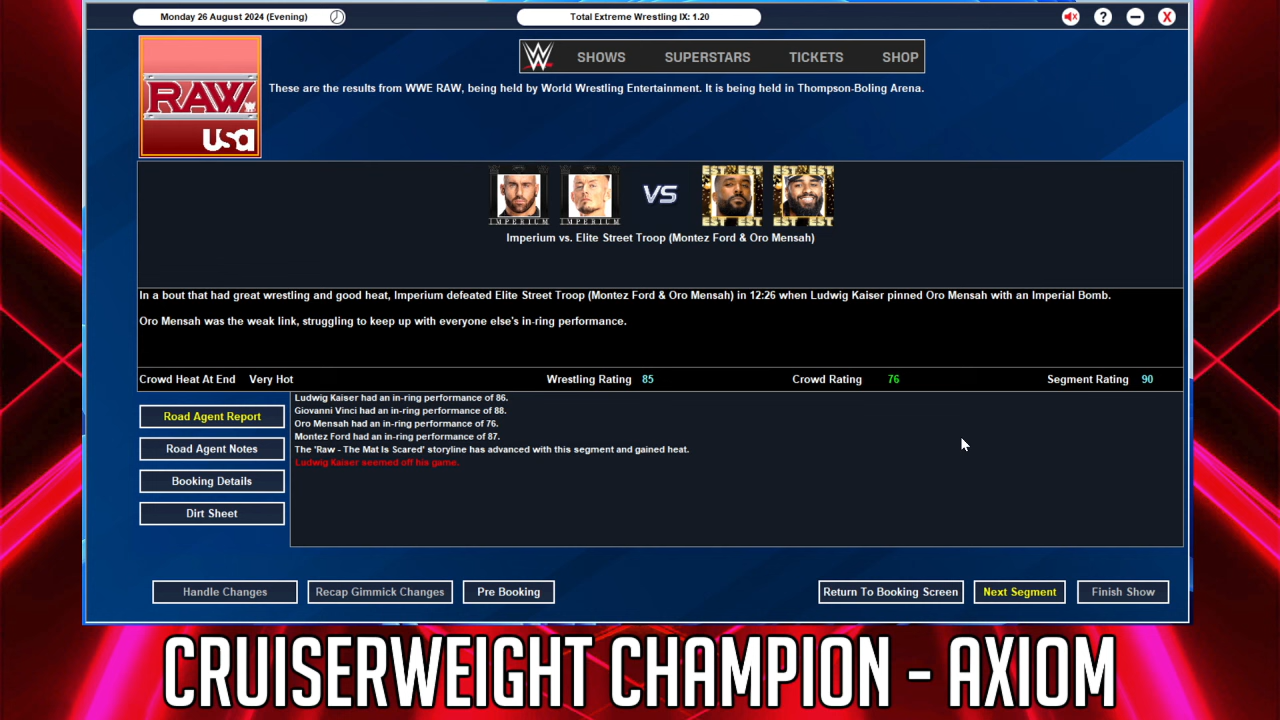 Monday 26 August 2024 (Evening)
Total Extreme Wrestling IX: 1.20
? X
W SHOWS SUPERSTARS TICKETS SHOP
RAW
USA
These are the results from WWE RAW, being held by World Wrestling Entertainment. It is being held in Thompson-Boling Arena.
EST EST EST EST
VS
IMPERIUM IMPERIUM EST EST EST EST
Imperium vs. Elite Street Troop (Montez Ford & Oro Mensah)
In a bout that had great wrestling and good heat, Imperium defeated Elite Street Troop (Montez Ford & Oro Mensah) in 12:26 when Ludwig Kaiser pinned Oro Mensah with an Imperial Bomb.
Oro Mensah was the weak link, struggling to keep up with everyone else's in-ring performance.
Crowd Heat At End Very Hot Wrestling Rating 85 Crowd Rating 76 Segment Rating 90
Ludwig Kaiser had an in-ring performance of 86.
Giovanni Vinci had an in-ring performance of 88.
Oro Mensah had an in-ring performance of 76.
Montez Ford had an in-ring performance of 87.
The 'Raw - The Mat Is Scared' storyline has advanced with this segment and gained heat.
Ludwig Kaiser seemed off his game.
Road Agent Report
Road Agent Notes
Booking Details
Dirt Sheet
Handle Changes Recap Gimmick Changes Pre Booking Return To Booking Screen Next Segment Finish Show
CRUISERWEIGHT CHAMPION - AXIOM